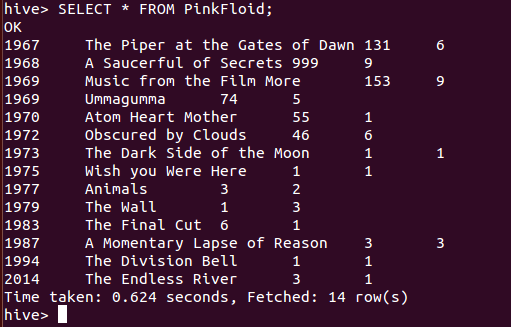 hive> SELECT * FROM PinkFloid;
OK
1967 The Piper at the Gates of Dawn 131 6
1968 A Saucerful of Secrets 999 9
1969 Music from the Film More 153 9
1969 Ummagumma 74 5
1970 Atom Heart Mother 55 1
1972 Obscured by Clouds 46 6
1973 The Dark Side of the Moon 1 1
1975 Wish you Were Here 1 1
1977 Animals 3 2
1979 The Wall 1 3
1983 The Final Cut 6 1
1987 A Momentary Lapse of Reason 3 3
1994 The Division Bell 1 1
2014 The Endless River 3 1
Time taken: 0.624 seconds, Fetched: 14 row(s)
hive>